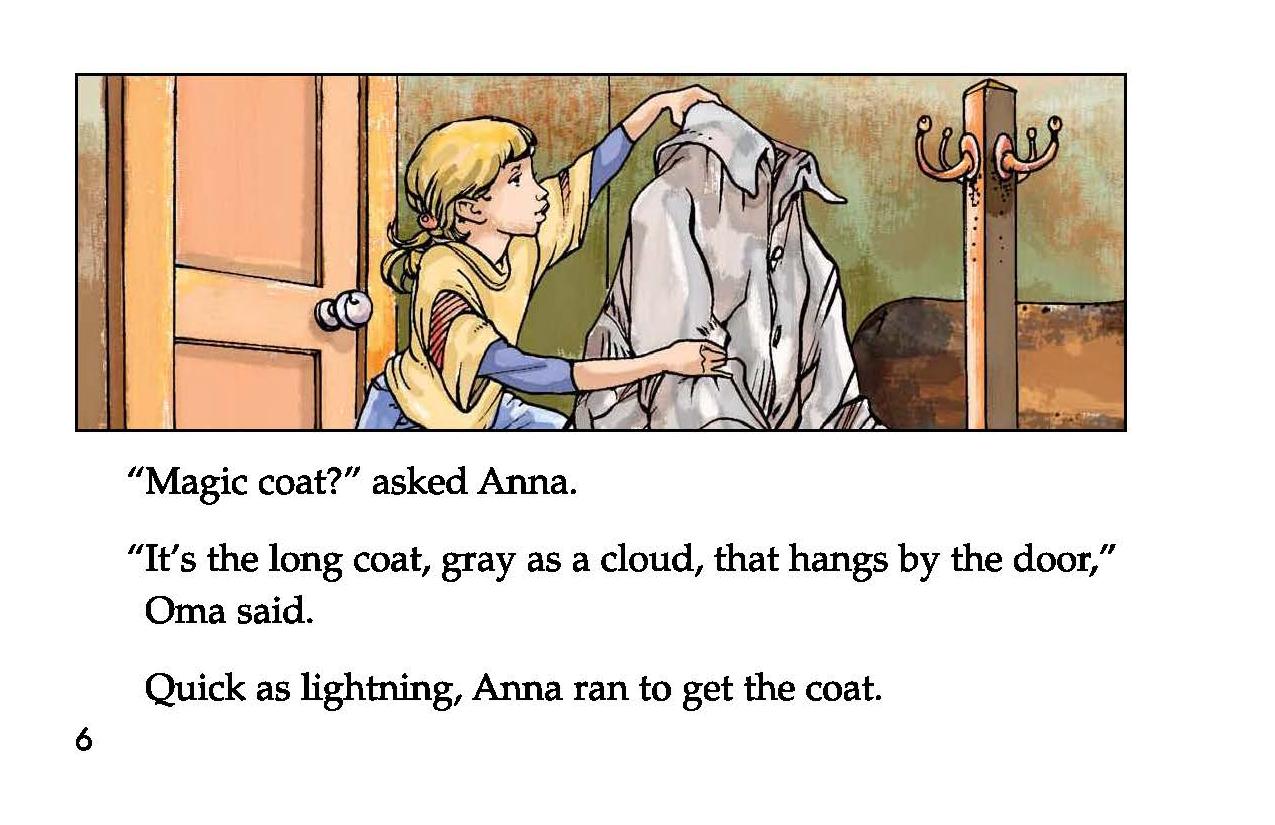 “Magic coat?” asked Anna.
“It’s the long coat, gray as a cloud, that hangs by the door,”
Oma said.
Quick as lightning, Anna ran to get the coat.
6